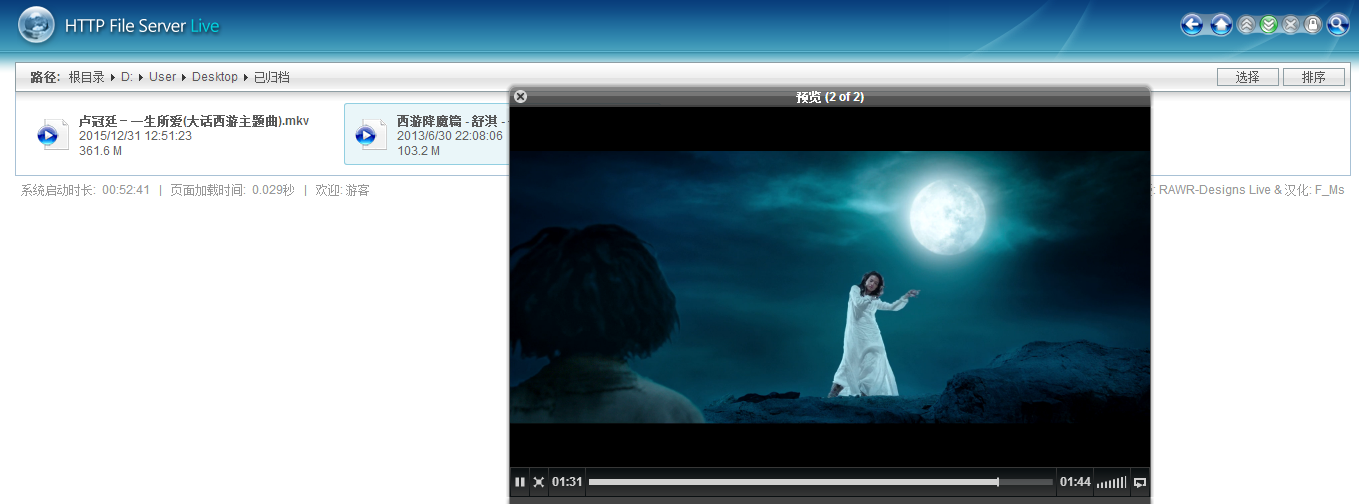 HTTP File Server Live
路径: 根目录 D: User Desktop 已归档
选择 排序
预览 (2 of 2)
卢冠廷 – 一生所爱(大话西游主题曲).mkv
2015/12/31 12:51:23
361.6 M
西游降魔篇 - 舒淇 -
2013/6/30 22:08:06
103.2 M
系统启动时长: 00:52:41 | 页面加载时间: 0.029秒 | 欢迎: 游客
: RAWR-Designs Live & 汉化: F_Ms
01:31
01:44